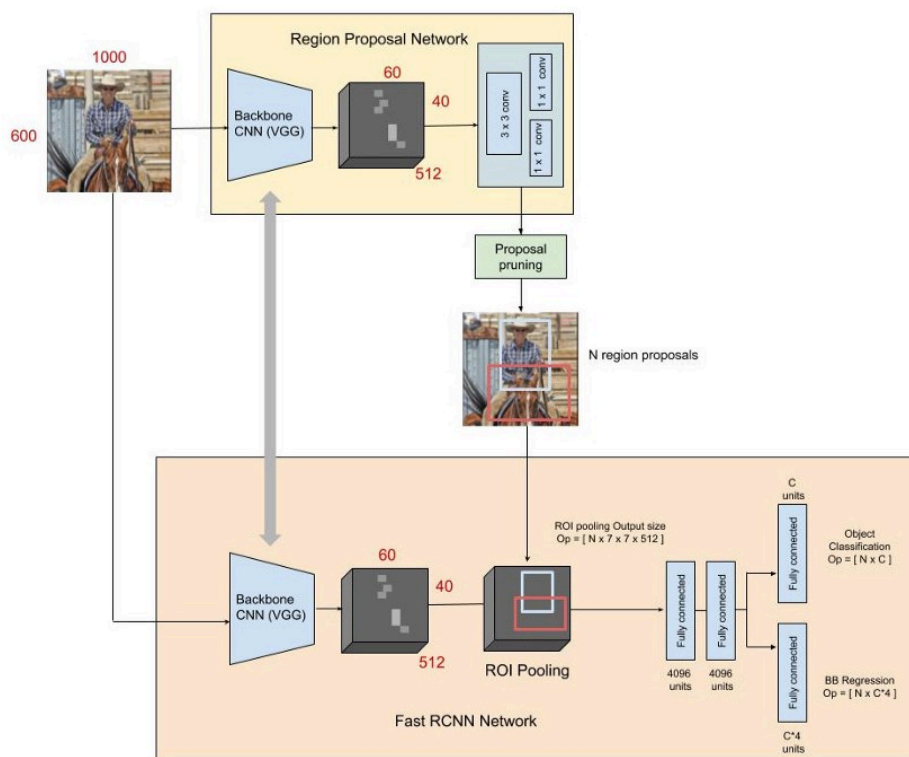 Region Proposal Network
1000
600
Backbone
CNN (VGG)
60
40
512
3 x 3 conv
1 x 1 conv
1 x 1 conv
Proposal
pruning
N region proposals
Backbone
CNN (VGG)
60
40
512
ROI pooling Output size
Op = [ N x 7 x 7 x 512 ]
ROI Pooling
Fully connected
4096
units
Fully connected
4096
units
C
units
Fully connected
Object
Classification
Op = [ N x C ]
Fully connected
C*4
units
BB Regression
Op = [ N x C*4 ]
Fast RCNN Network